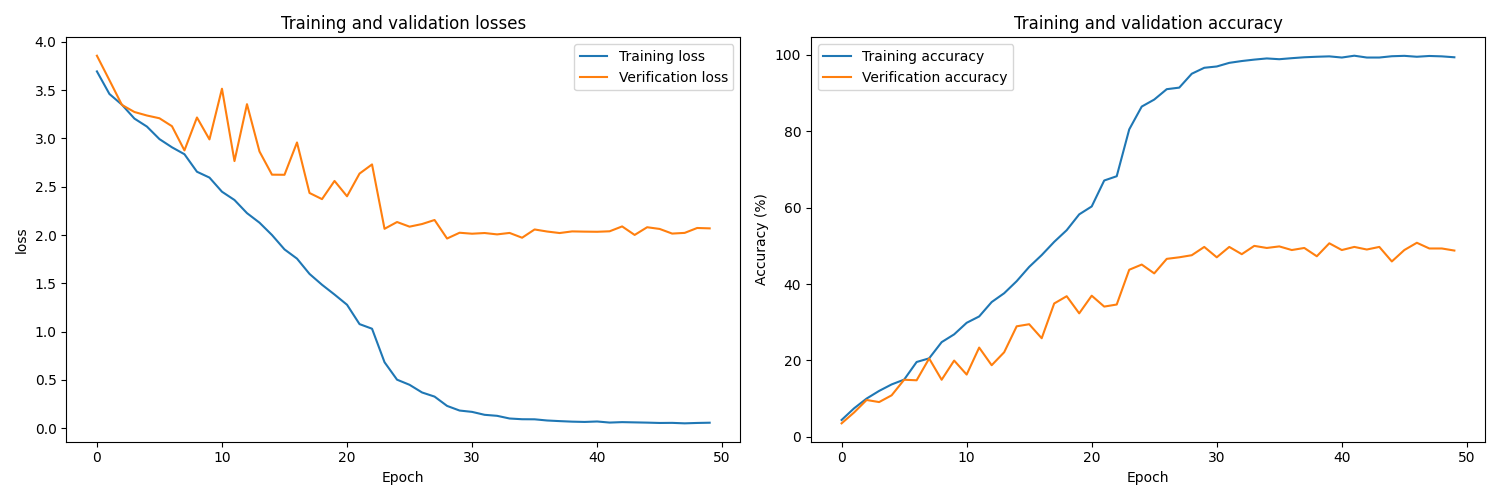 Training and validation losses
Training loss
Verification loss
4.0
3.5
3.0
2.5
2.0
1.5
1.0
0.5
0.0
loss
0 10 20 30 40 50
Epoch
Training and validation accuracy
Training accuracy
Verification accuracy
100
80
60
40
20
0
Accuracy (%)
0 10 20 30 40 50
Epoch